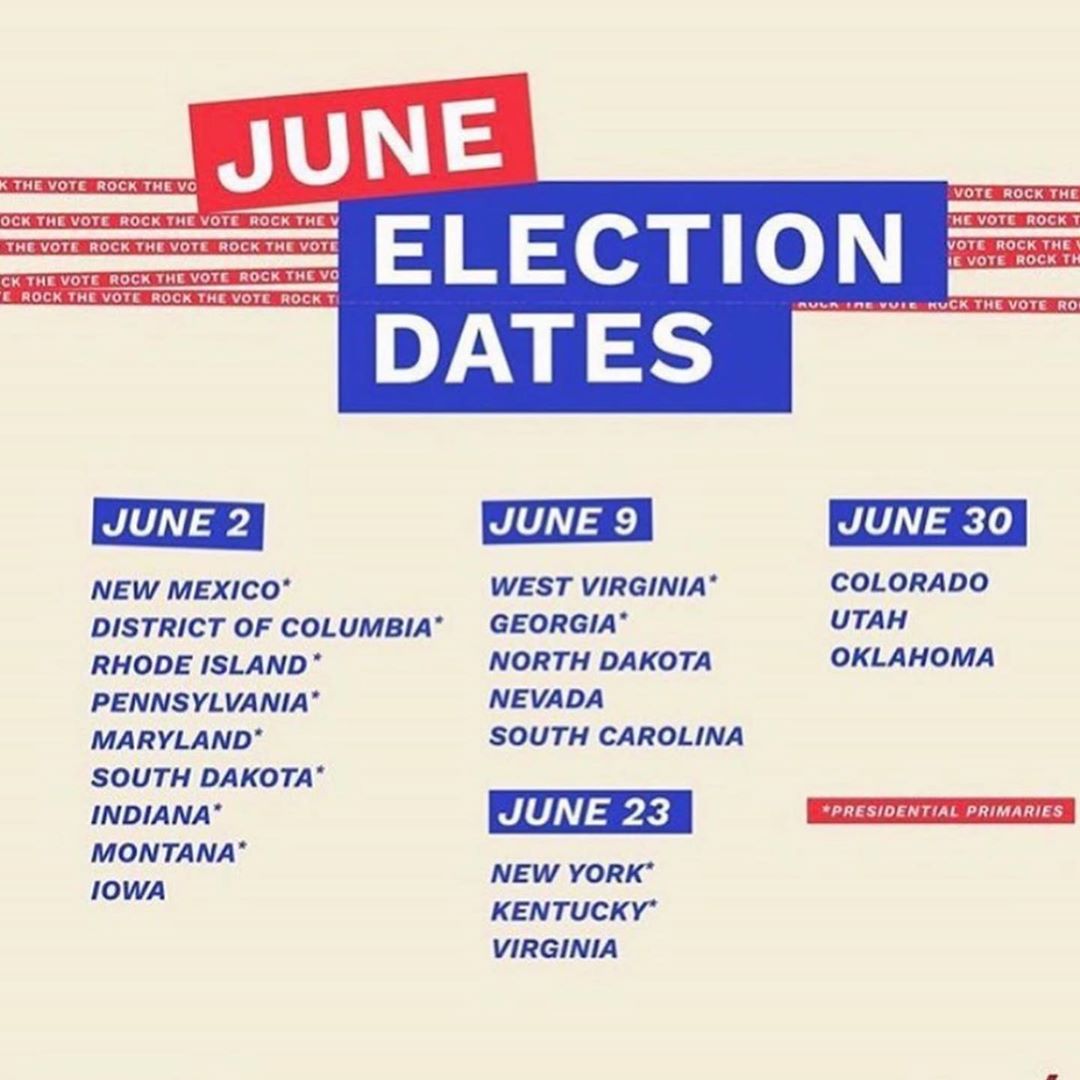 JUNE
K THE VOTE ROCK THE VO
VOTE ROCK THE
OCK THE VOTE ROCK THE VOTE ROCK THE V
HE VOTE ROCK T
THE VOTE ROCK THE VOTE ROCK THE VOTE
VOTE ROCK THE V
E VOTE ROCK TH
CK THE VOTE ROCK THE VOTE ROCK THE VO
E ROCK THE VOTE ROCK THE VOTE ROCK T
ROCK THE VOTE ROCK THE VOTE RO
ELECTION
DATES
JUNE 2
NEW MEXICO*
DISTRICT OF COLUMBIA*
RHODE ISLAND*
PENNSYLVANIA*
MARYLAND*
SOUTH DAKOTA*
INDIANA*
MONTANA*
IOWA
JUNE 9
WEST VIRGINIA*
GEORGIA*
NORTH DAKOTA
NEVADA
SOUTH CAROLINA
JUNE 23
NEW YORK*
KENTUCKY*
VIRGINIA
JUNE 30
COLORADO
UTAH
OKLAHOMA
*PRESIDENTIAL PRIMARIES